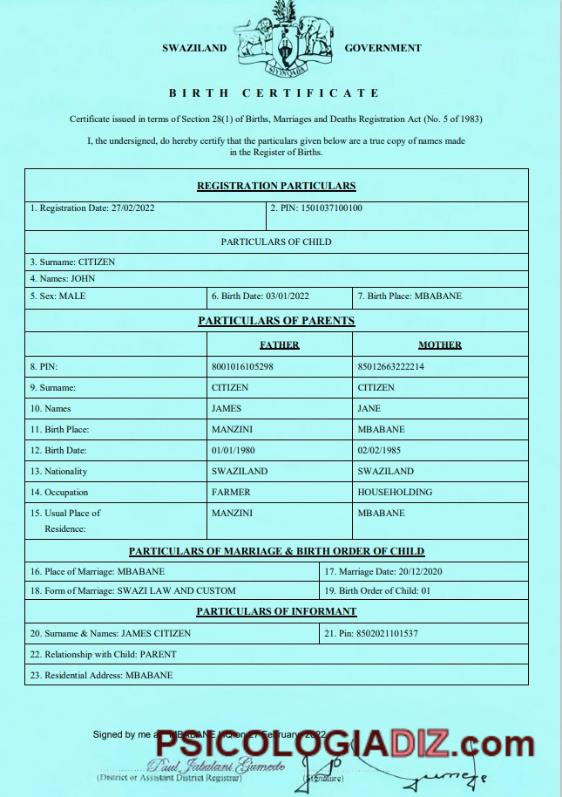 SWAZILAND GOVERNMENT
SIYINQABA
BIRTH CERTIFICATE
Certificate issued in terms of Section 28(1) of Births, Marriages and Deaths Registration Act (No. 5 of 1983)
I, the undersigned, do hereby certify that the particulars given below are a true copy of names made
in the Register of Births.
REGISTRATION PARTICULARS
1. Registration Date: 27/02/2022 2. PIN: 1501037100100
PARTICULARS OF CHILD
3. Surname: CITIZEN
4. Names: JOHN
5. Sex: MALE 6. Birth Date: 03/01/2022 7. Birth Place: MBABANE
PARTICULARS OF PARENTS
FATHER MOTHER
8. PIN: 8001016105298 85012663222214
9. Surname: CITIZEN CITIZEN
10. Names JAMES JANE
11. Birth Place: MANZINI MBABANE
12. Birth Date: 01/01/1980 02/02/1985
13. Nationality SWAZILAND SWAZILAND
14. Occupation FARMER HOUSEHOLDING
15. Usual Place of MANZINI MBABANE
Residence:
PARTICULARS OF MARRIAGE & BIRTH ORDER OF CHILD
16. Place of Marriage: MBABANE 17. Marriage Date: 20/12/2020
18. Form of Marriage: SWAZI LAW AND CUSTOM 19. Birth Order of Child: 01
PARTICULARS OF INFORMANT
20. Surname & Names: JAMES CITIZEN 21. Pin: 8502021101537
22. Relationship with Child: PARENT
23. Residential Address: MBABANE
Signed by me at MBABANE HQ on 27 February 2022
PSICOLOGIADIZ.com
Paul Jabulani Gumedo
(District or Assistant District Registrar) (Signature)